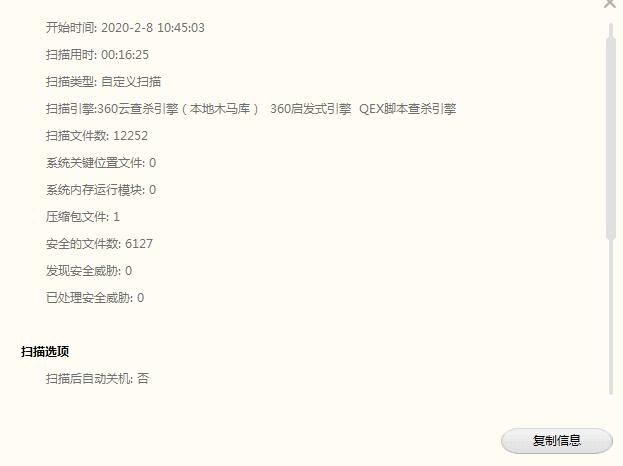 开始时间: 2020-2-8 10:45:03
扫描用时: 00:16:25
扫描类型: 自定义扫描
扫描引擎:360云查杀引擎（本地木马库）  360启发式引擎  QEX脚本查杀引擎
扫描文件数: 12252
系统关键位置文件: 0
系统内存运行模块: 0
压缩包文件: 1
安全的文件数: 6127
发现安全威胁: 0
已处理安全威胁: 0
扫描选项
扫描后自动关机: 否
复制信息